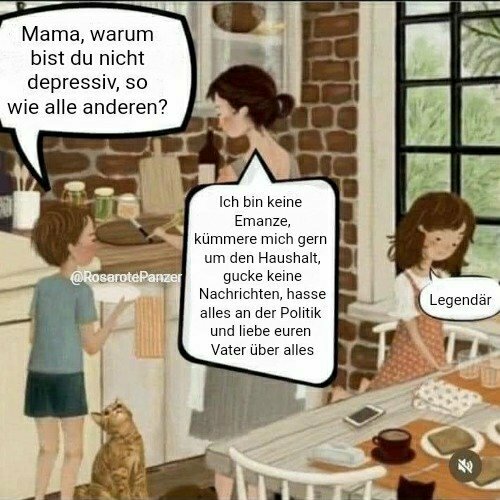 Mama, warum
bist du nicht
depressiv, so
wie alle anderen?
Ich bin keine
Emanze,
kümmere mich gern
um den Haushalt,
gucke keine
Nachrichten, hasse
alles an der Politik
und liebe euren
Vater über alles
@RosarotePanzer
Legendär